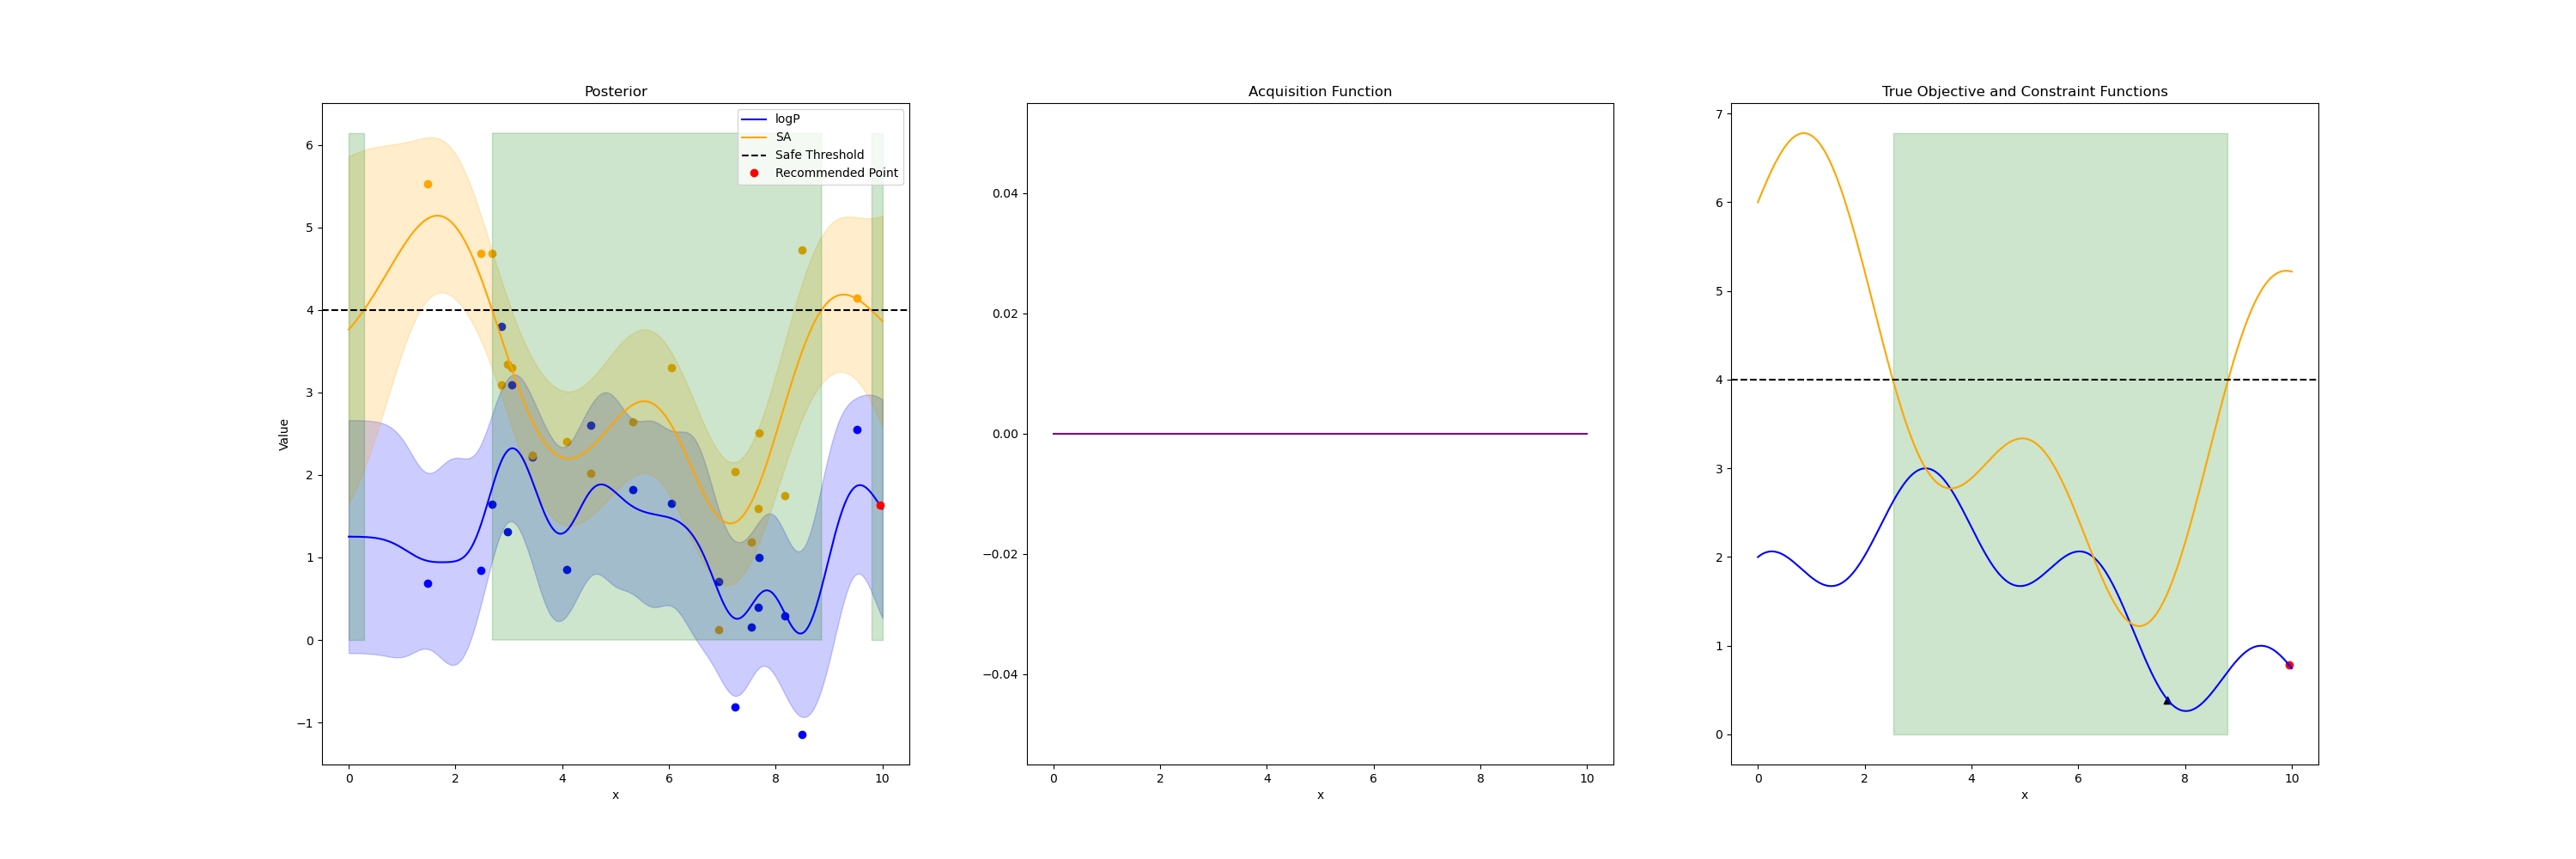 Posterior
logP
SA
Safe Threshold
Recommended Point
Value
6
5
4
3
2
1
0
−1
0 2 4 6 8 10
x
Acquisition Function
0.04
0.02
0.00
−0.02
−0.04
0 2 4 6 8 10
x
True Objective and Constraint Functions
7
6
5
4
3
2
1
0
0 2 4 6 8 10
x